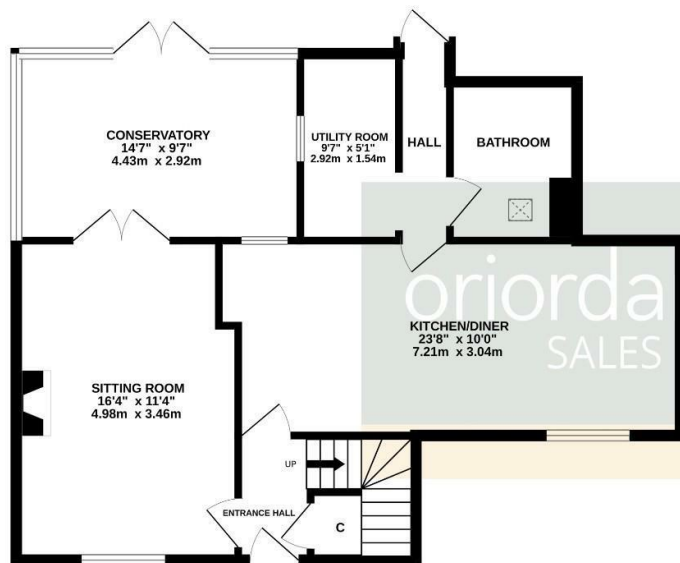 CONSERVATORY
14'7" x 9'7"
4.43m x 2.92m
UTILITY ROOM
9'7" x 5'1"
2.92m x 1.54m
HALL
BATHROOM
oriorda
SALES
KITCHEN/DINER
23'8" x 10'0"
7.21m x 3.04m
SITTING ROOM
16'4" x 11'4"
4.98m x 3.46m
UP
ENTRANCE HALL
C